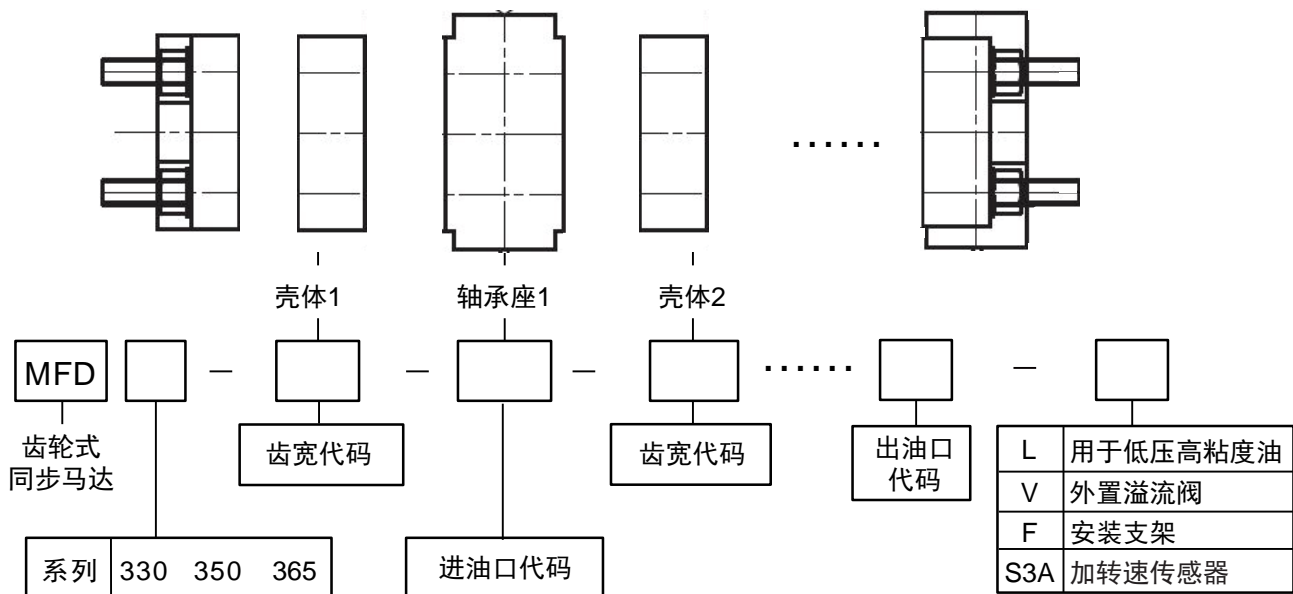 壳体1 轴承座1 壳体2
MFD － － － ······ －
齿轮式
同步马达
齿宽代码
齿宽代码
出油口
代码
L 用于低压高粘度油
V 外置溢流阀
F 安装支架
S3A 加转速传感器
系列 330 350 365
进油口代码